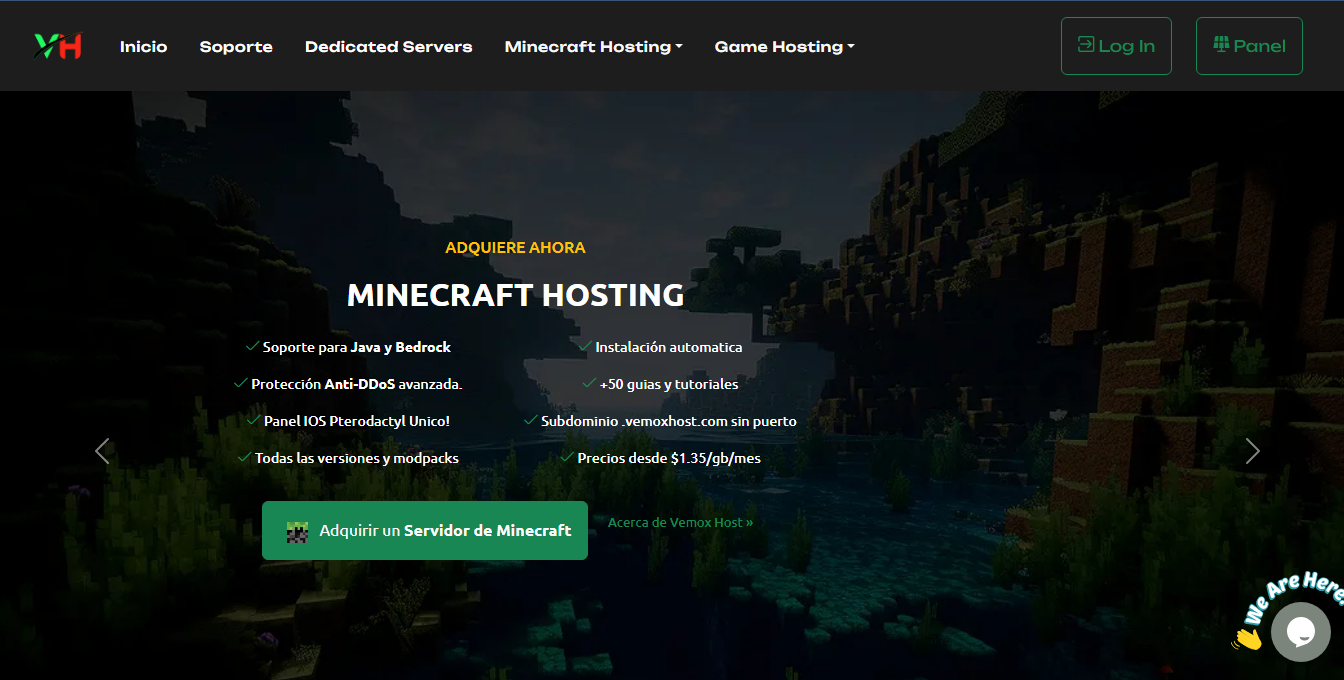 VH Inicio Soporte Dedicated Servers Minecraft Hosting Game Hosting Log In Panel
ADQUIERE AHORA
MINECRAFT HOSTING
Soporte para Java y Bedrock
Instalación automatica
Protección Anti-DDoS avanzada.
+50 guias y tutoriales
Panel IOS Pterodactyl Unico!
Subdominio .vemoxhost.com sin puerto
Todas las versiones y modpacks
Precios desde $1.35/gb/mes
Adquirir un Servidor de Minecraft
Acerca de Vemox Host »
We Are Here!